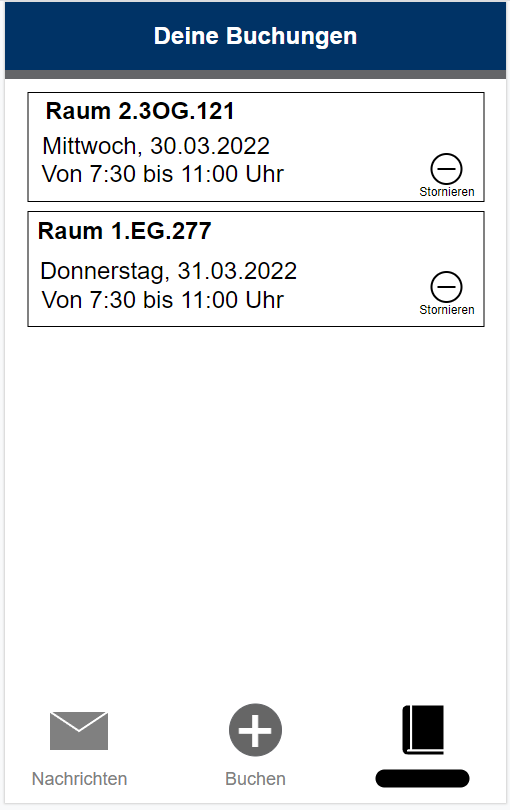 Deine Buchungen
Raum 2.3OG.121
Mittwoch, 30.03.2022
Von 7:30 bis 11:00 Uhr
Stornieren
Raum 1.EG.277
Donnerstag, 31.03.2022
Von 7:30 bis 11:00 Uhr
Stornieren
Nachrichten
Buchen